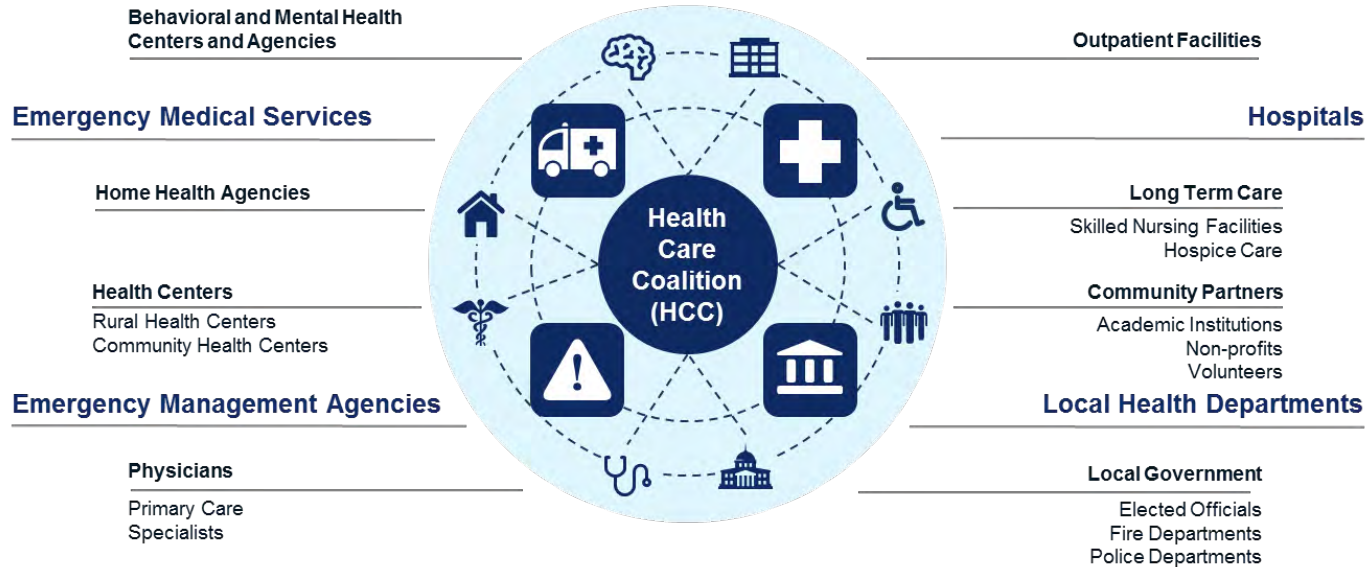 Behavioral and Mental Health
Centers and Agencies
Emergency Medical Services
Home Health Agencies
Health Centers
Rural Health Centers
Community Health Centers
Emergency Management Agencies
Physicians
Primary Care
Specialists
Health
Care
Coalition
(HCC)
Outpatient Facilities
Hospitals
Long Term Care
Skilled Nursing Facilities
Hospice Care
Community Partners
Academic Institutions
Non-profits
Volunteers
Local Health Departments
Local Government
Elected Officials
Fire Departments
Police Departments